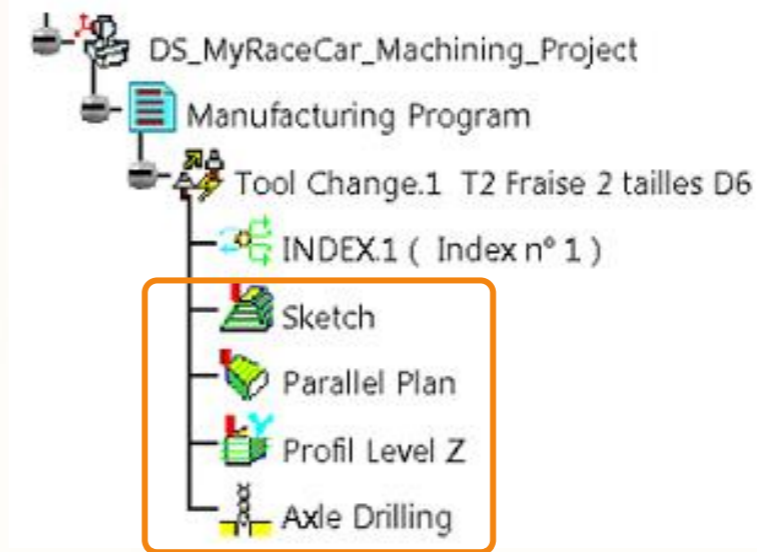 DS_MyRaceCar_Machining_Project
Manufacturing Program
Tool Change.1 T2 Fraise 2 tailles D6
INDEX.1 ( Index n° 1 )
Sketch
Parallel Plan
Profil Level Z
Axle Drilling